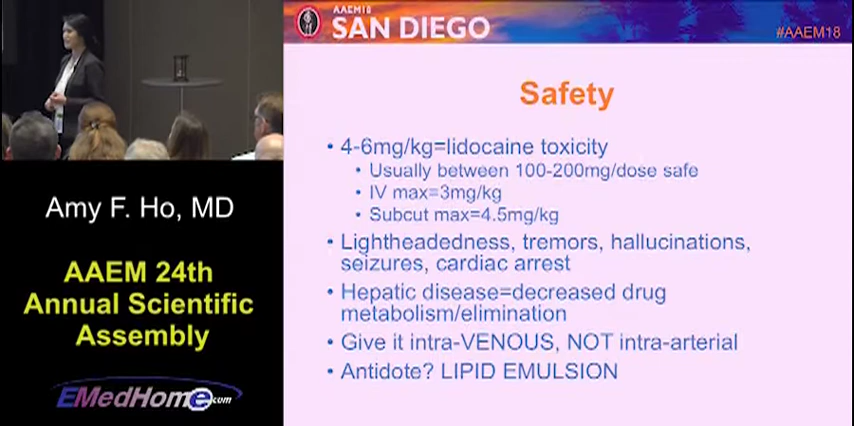 AAEM18
SAN DIEGO
#AAEM18
Safety
• 4-6mg/kg=lidocaine toxicity
• Usually between 100-200mg/dose safe
• IV max=3mg/kg
• Subcut max=4.5mg/kg
• Lightheadedness, tremors, hallucinations,
seizures, cardiac arrest
• Hepatic disease=decreased drug
metabolism/elimination
• Give it intra-VENOUS, NOT intra-arterial
• Antidote? LIPID EMULSION
Amy F. Ho, MD
AAEM 24th
Annual Scientific
Assembly
EMedHome.com